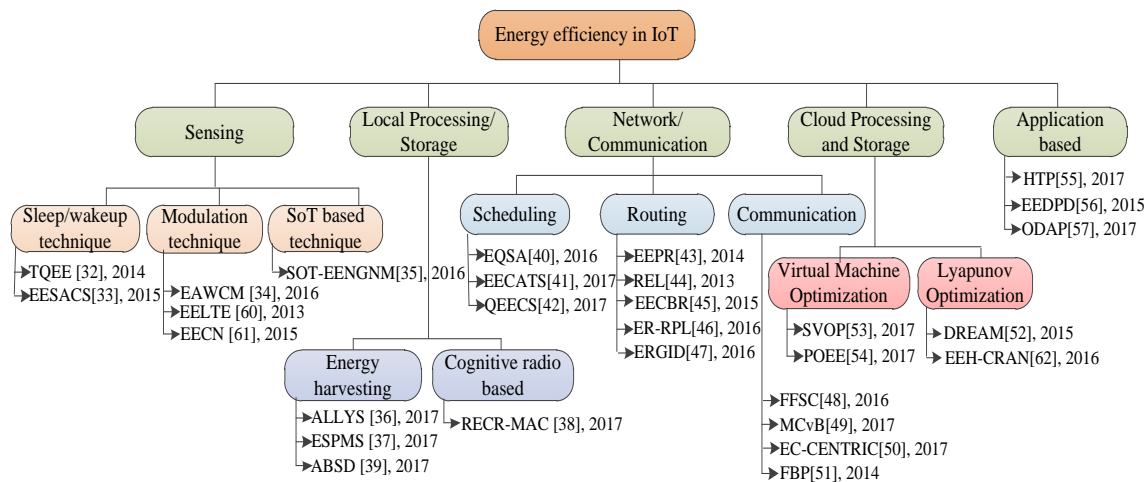 Energy efficiency in IoT
Sensing
Local Processing/
Storage
Network/
Communication
Cloud Processing
and Storage
Application
based
Sleep/wakeup
technique
TQEE [32], 2014
EESACS[33], 2015
Modulation
technique
EAWCM [34], 2016
EELTE [60], 2013
EECN [61], 2015
SoT based
technique
SOT-EENGNM[35], 2016
Energy
harvesting
ALLYS [36], 2017
ESPMS [37], 2017
ABSD [39], 2017
Cognitive radio
based
RECR-MAC [38], 2017
Scheduling
EQSA [40], 2016
EECATS [41], 2017
QEECS [42], 2017
Routing
EEPR[43], 2014
REL[44], 2013
EECBR[45], 2015
ER-RPL[46], 2016
ERGID[47], 2016
Communication
FFSC[48], 2016
MCvB[49], 2017
EC-CENTRIC[50], 2017
FBP[51], 2014
Virtual Machine
Optimization
SVOP[53], 2017
POEE[54], 2017
Lyapunov
Optimization
DREAM[52], 2015
EEH-CRAN[62], 2016
HTP[55], 2017
EEDPD[56], 2015
ODAP[57], 2017